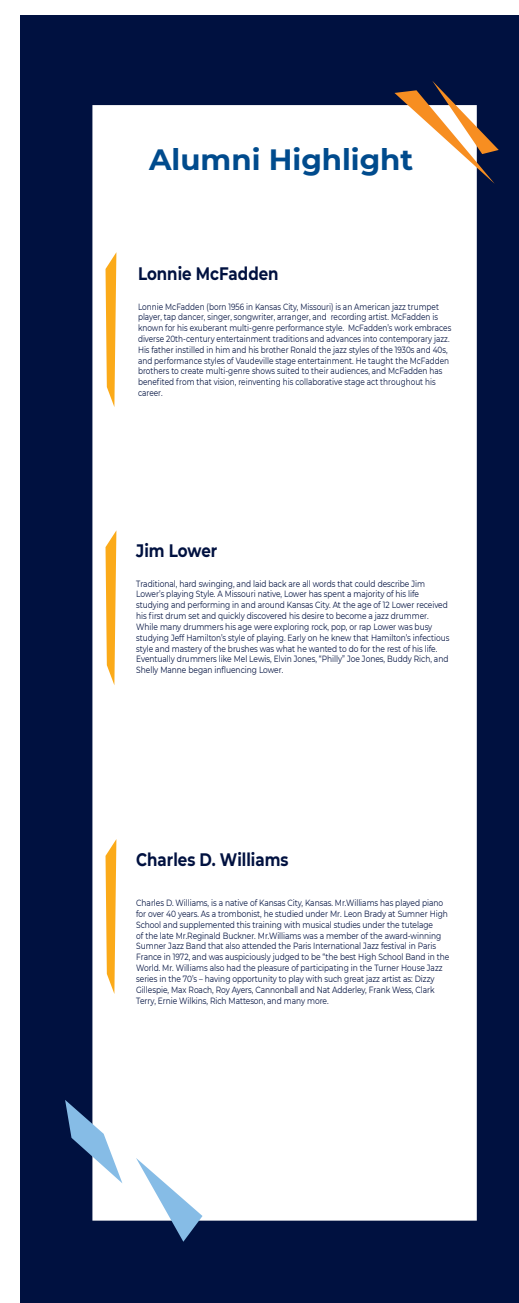 Alumni Highlight
Lonnie McFadden
Lonnie McFadden (born 1956 in Kansas City, Missouri) is an American jazz trumpet
player, tap dancer, singer, songwriter, arranger, and recording artist. McFadden is
known for his exuberant multi-genre performance style. McFadden's work embraces
diverse 20th-century entertainment traditions and advances into contemporary jazz.
His father instilled in him and his brother Ronald the jazz styles of the 1930s and 40s,
and performance styles of Vaudeville stage entertainment. He taught the McFadden
brothers to create multi-genre shows suited to their audiences, and McFadden has
benefited from that vision, reinventing his collaborative stage act throughout his
career.
Jim Lower
Traditional, hard swinging, and laid back are all words that could describe Jim
Lower's playing Style. A Missouri native, Lower has spent a majority of his life
studying and performing in and around Kansas City. At the age of 12 Lower received
his first drum set and quickly discovered his desire to become a jazz drummer.
While many drummers his age were exploring rock, pop, or rap Lower was busy
studying Jeff Hamilton's style of playing. Early on he knew that Hamilton's infectious
style and mastery of the brushes was what he wanted to do for the rest of his life.
Eventually drummers like Mel Lewis, Elvin Jones, "Philly" Joe Jones, Buddy Rich, and
Shelly Manne began influencing Lower.
Charles D. Williams
Charles D. Williams, is a native of Kansas City, Kansas. Mr.Williams has played piano
for over 40 years. As a trombonist, he studied under Mr. Leon Brady at Sumner High
School and supplemented this training with musical studies under the tutelage
of the late Mr.Reginald Buckner. Mr.Williams was a member of the award-winning
Sumner Jazz Band that also attended the Paris International Jazz festival in Paris
France in 1972, and was auspiciously judged to be "the best High School Band in the
World. Mr. Williams also had the pleasure of participating in the Turner House Jazz
series in the 70's – having opportunity to play with such great jazz artist as: Dizzy
Gillespie, Max Roach, Roy Ayers, Cannonball and Nat Adderley, Frank Wess, Clark
Terry, Ernie Wilkins, Rich Matteson, and many more.